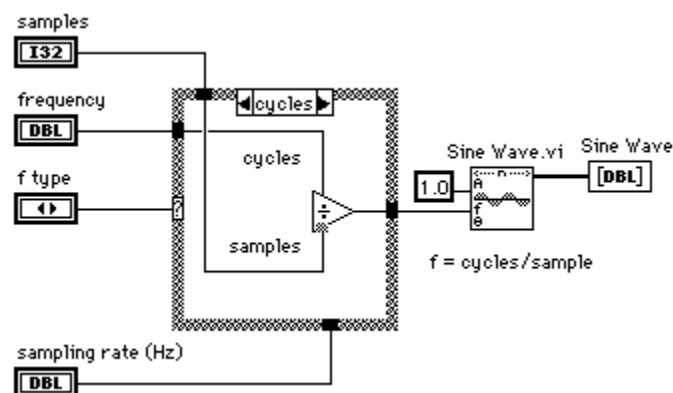 samples
I32
frequency
DBL
f type
cycles
cycles
samples
?
÷
Sine Wave.vi
n
A
f
θ
1.0
Sine Wave
[DBL]
f = cycles/sample
sampling rate (Hz)
DBL